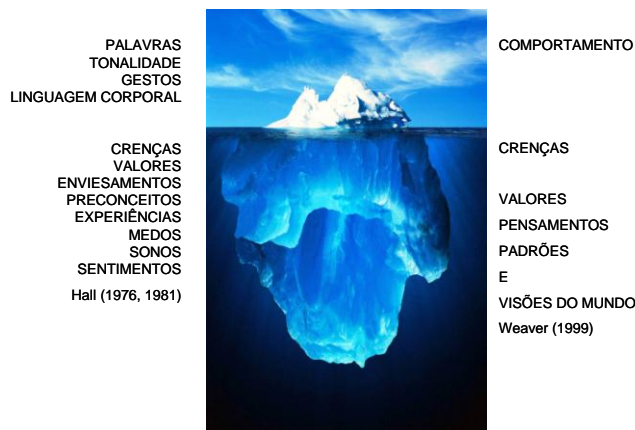 PALAVRAS
TONALIDADE
GESTOS
LINGUAGEM CORPORAL
CRENÇAS
VALORES
ENVIESAMENTOS
PRECONCEITOS
EXPERIÊNCIAS
MEDOS
SONOS
SENTIMENTOS
Hall (1976, 1981)
COMPORTAMENTO
CRENÇAS
VALORES
PENSAMENTOS
PADRÕES
E
VISÕES DO MUNDO
Weaver (1999)